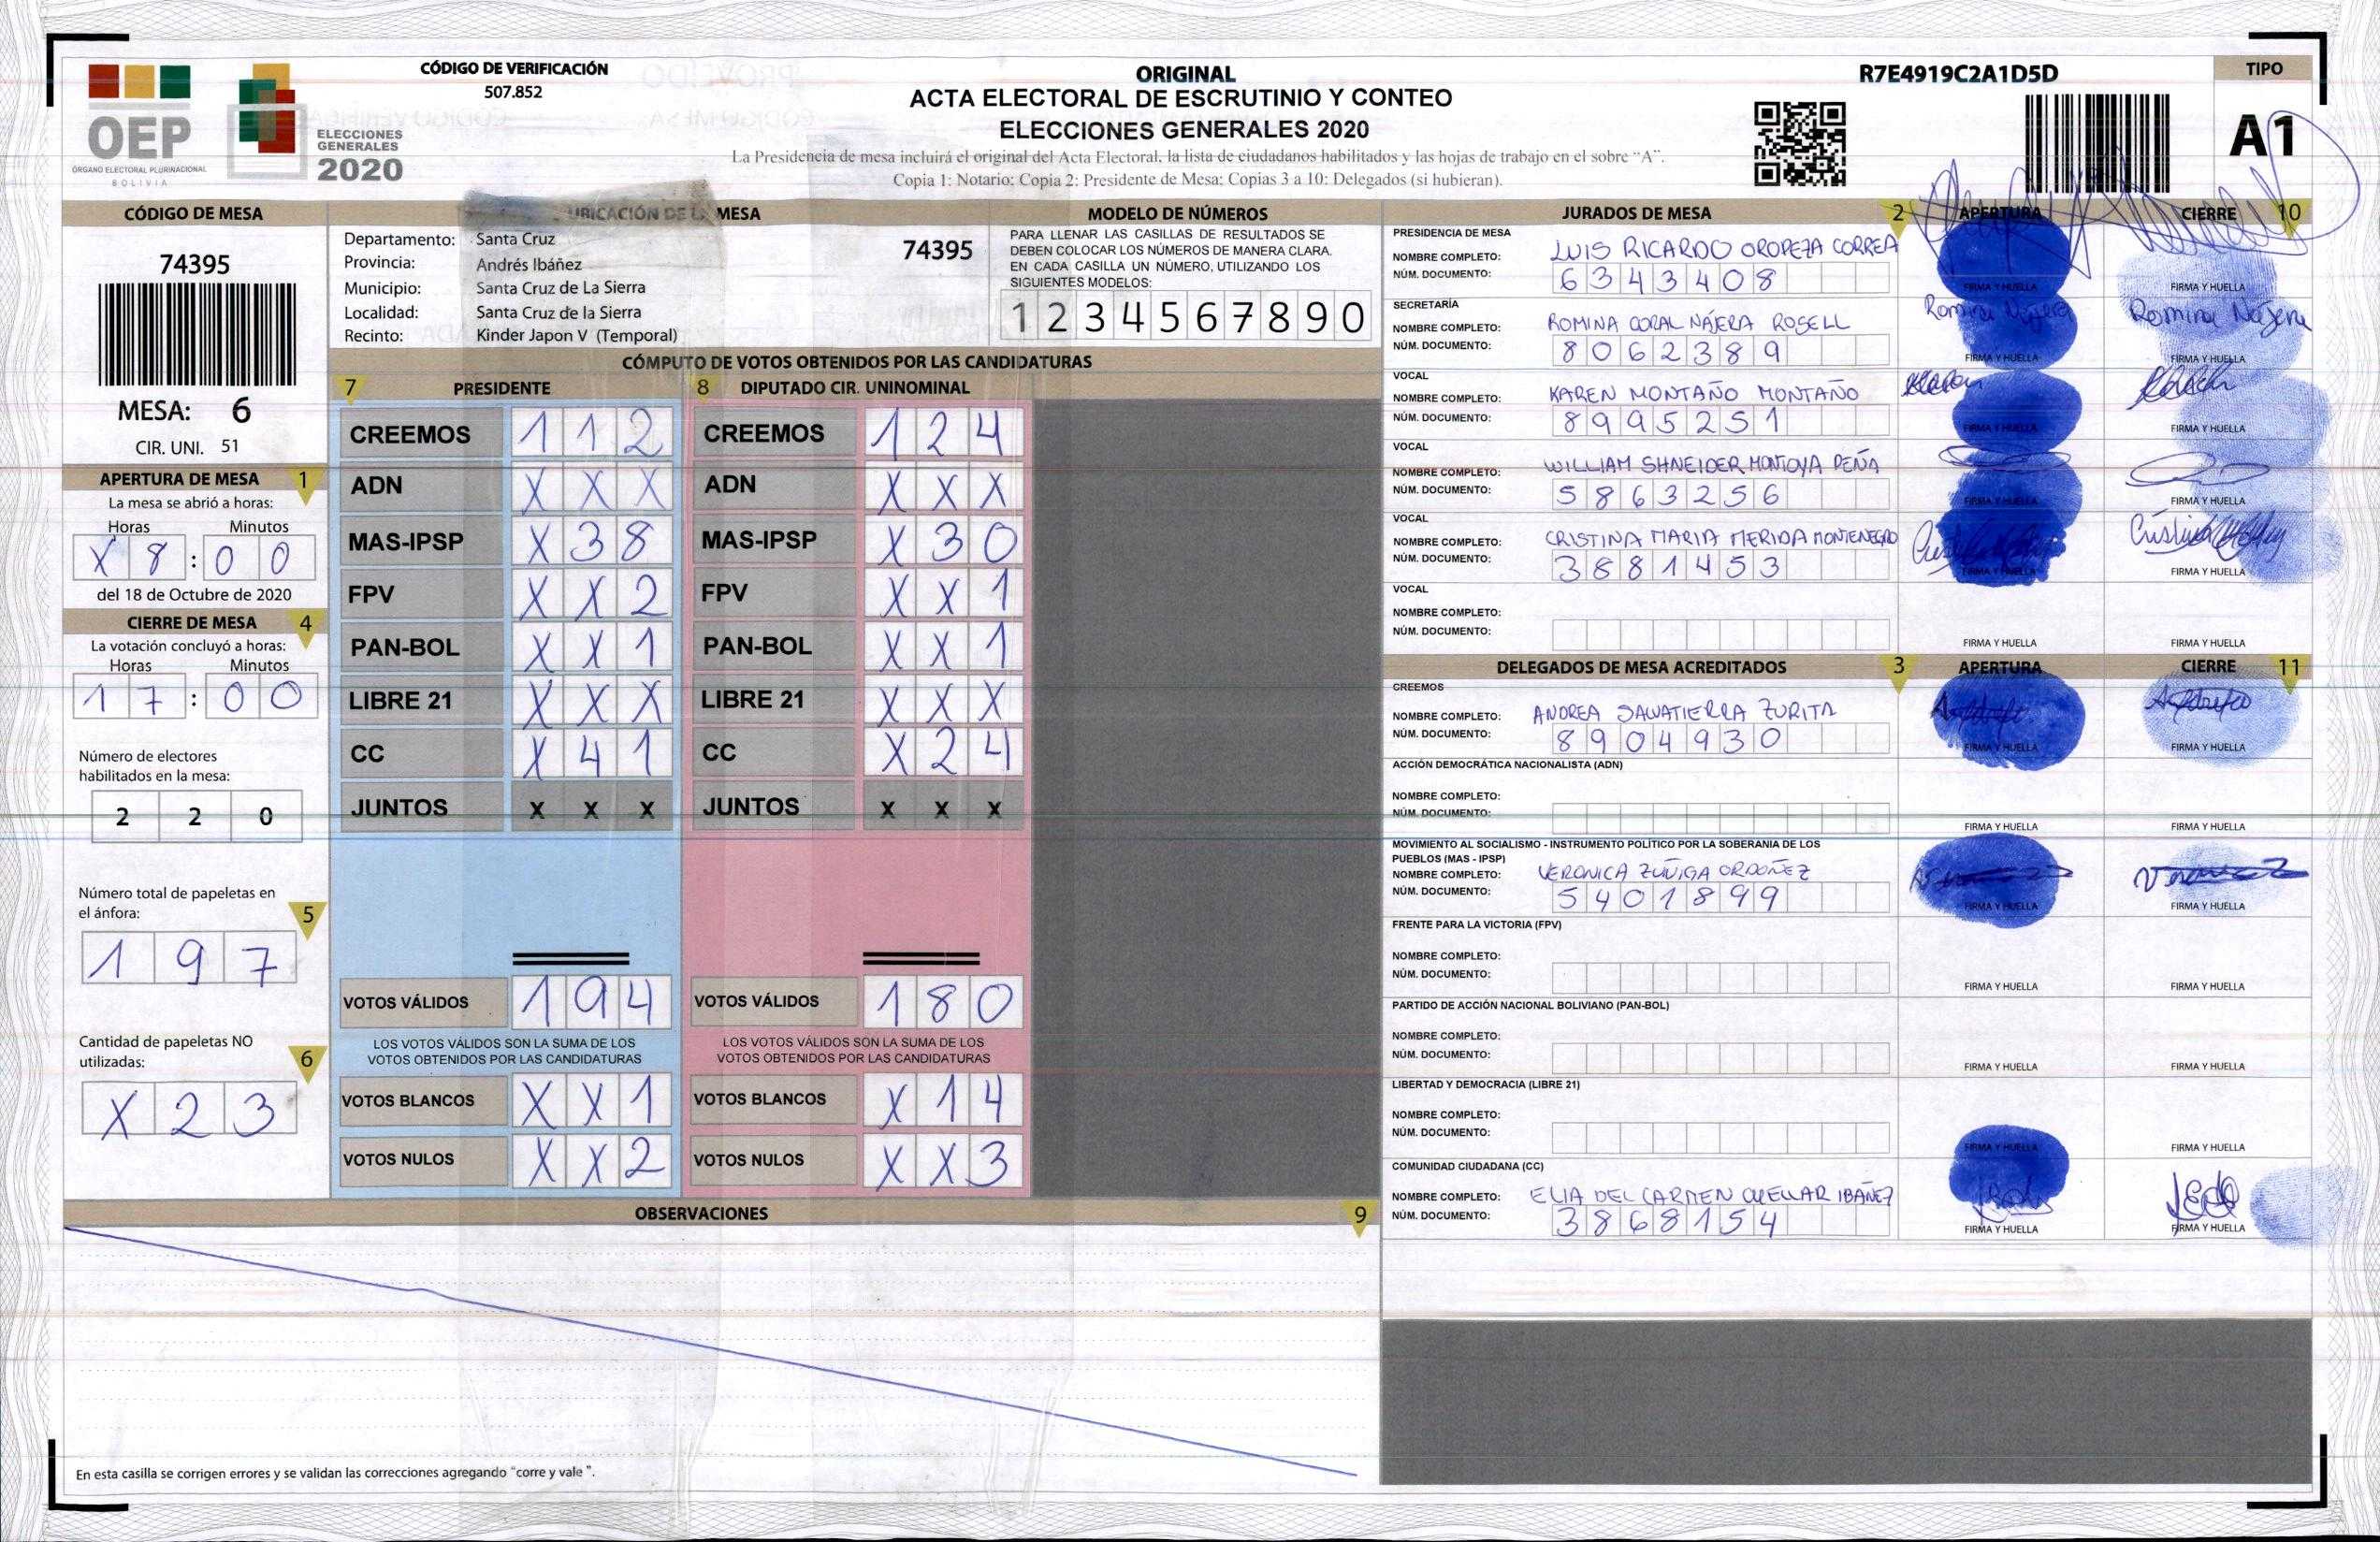 CÓDIGO DE VERIFICACIÓN
507.852
OEP
ÓRGANO ELECTORAL PLURINACIONAL
BOLIVIA
ELECCIONES
GENERALES
2020
ORIGINAL
ACTA ELECTORAL DE ESCRUTINIO Y CONTEO
ELECCIONES GENERALES 2020
La Presidencia de mesa incluirá el original del Acta Electoral, la lista de ciudadanos habilitados y las hojas de trabajo en el sobre “A”.
Copia 1: Notario; Copia 2: Presidente de Mesa; Copias 3 a 10: Delegados (si hubieran).
R7E4919C2A1D5D
TIPO
A1
CÓDIGO DE MESA
74395
MESA: 6
CIR. UNI. 51
UBICACIÓN DE LA MESA
Departamento: Santa Cruz
Provincia: Andrés Ibáñez
Municipio: Santa Cruz de La Sierra
Localidad: Santa Cruz de la Sierra
Recinto: Kinder Japon V (Temporal)
74395
MODELO DE NÚMEROS
PARA LLENAR LAS CASILLAS DE RESULTADOS SE
DEBEN COLOCAR LOS NÚMEROS DE MANERA CLARA.
EN CADA CASILLA UN NÚMERO, UTILIZANDO LOS
SIGUIENTES MODELOS:
1 2 3 4 5 6 7 8 9 0
APERTURA DE MESA 1
La mesa se abrió a horas:
Horas Minutos
X 8 : 0 0
del 18 de Octubre de 2020
CIERRE DE MESA 4
La votación concluyó a horas:
Horas Minutos
1 7 : 0 0
Número de electores
habilitados en la mesa:
2 2 0
Número total de papeletas en
el ánfora: 5
1 9 7
Cantidad de papeletas NO
utilizadas: 6
X 2 3
CÓMPUTO DE VOTOS OBTENIDOS POR LAS CANDIDATURAS
7 PRESIDENTE
CREEMOS 1 1 2
ADN X X X
MAS-IPSP X 3 8
FPV X X 2
PAN-BOL X X 1
LIBRE 21 X X X
CC X 4 1
JUNTOS X X X
VOTOS VÁLIDOS 1 9 4
LOS VOTOS VÁLIDOS SON LA SUMA DE LOS
VOTOS OBTENIDOS POR LAS CANDIDATURAS
VOTOS BLANCOS X X 1
VOTOS NULOS X X 2
8 DIPUTADO CIR. UNINOMINAL
CREEMOS 1 2 4
ADN X X X
MAS-IPSP X 3 0
FPV X X 1
PAN-BOL X X 1
LIBRE 21 X X X
CC X 2 4
JUNTOS X X X
VOTOS VÁLIDOS 1 8 0
LOS VOTOS VÁLIDOS SON LA SUMA DE LOS
VOTOS OBTENIDOS POR LAS CANDIDATURAS
VOTOS BLANCOS X 1 4
VOTOS NULOS X X 3
OBSERVACIONES 9
En esta casilla se corrigen errores y se validan las correcciones agregando “corre y vale ”.
JURADOS DE MESA 2 APERTURA CIERRE 10
PRESIDENCIA DE MESA
NOMBRE COMPLETO: LUIS RICARDO OROPEZA CORREA
NÚM. DOCUMENTO: 6343408
FIRMA Y HUELLA FIRMA Y HUELLA
SECRETARÍA
NOMBRE COMPLETO: ROMINA CORAL NÁJERA ROSELL
NÚM. DOCUMENTO: 8062389
Romina Nájera Romina Nájera
FIRMA Y HUELLA FIRMA Y HUELLA
VOCAL
NOMBRE COMPLETO: KAREN MONTAÑO MONTAÑO
NÚM. DOCUMENTO: 8995251
FIRMA Y HUELLA FIRMA Y HUELLA
VOCAL
NOMBRE COMPLETO: WILLIAM SHNEIDER MONTOYA PEÑA
NÚM. DOCUMENTO: 5863256
FIRMA Y HUELLA FIRMA Y HUELLA
VOCAL
NOMBRE COMPLETO: CRISTINA MARIA MERIDA MONTENEGRO
NÚM. DOCUMENTO: 3881453
FIRMA Y HUELLA FIRMA Y HUELLA
VOCAL
NOMBRE COMPLETO:
NÚM. DOCUMENTO:
FIRMA Y HUELLA FIRMA Y HUELLA
DELEGADOS DE MESA ACREDITADOS 3 APERTURA CIERRE 11
CREEMOS
NOMBRE COMPLETO: ANDREA SALVATIERRA ZURITA
NÚM. DOCUMENTO: 8904930
FIRMA Y HUELLA FIRMA Y HUELLA
ACCIÓN DEMOCRÁTICA NACIONALISTA (ADN)
NOMBRE COMPLETO:
NÚM. DOCUMENTO:
FIRMA Y HUELLA FIRMA Y HUELLA
MOVIMIENTO AL SOCIALISMO - INSTRUMENTO POLÍTICO POR LA SOBERANIA DE LOS
PUEBLOS (MAS - IPSP)
NOMBRE COMPLETO: VERONICA ZUÑIGA ORDOÑEZ
NÚM. DOCUMENTO: 5401899
FIRMA Y HUELLA FIRMA Y HUELLA
FRENTE PARA LA VICTORIA (FPV)
NOMBRE COMPLETO:
NÚM. DOCUMENTO:
FIRMA Y HUELLA FIRMA Y HUELLA
PARTIDO DE ACCIÓN NACIONAL BOLIVIANO (PAN-BOL)
NOMBRE COMPLETO:
NÚM. DOCUMENTO:
FIRMA Y HUELLA FIRMA Y HUELLA
LIBERTAD Y DEMOCRACIA (LIBRE 21)
NOMBRE COMPLETO:
NÚM. DOCUMENTO:
FIRMA Y HUELLA FIRMA Y HUELLA
COMUNIDAD CIUDADANA (CC)
NOMBRE COMPLETO: ELIA DEL CARMEN CUELLAR IBAÑEZ
NÚM. DOCUMENTO: 3868154
FIRMA Y HUELLA FIRMA Y HUELLA